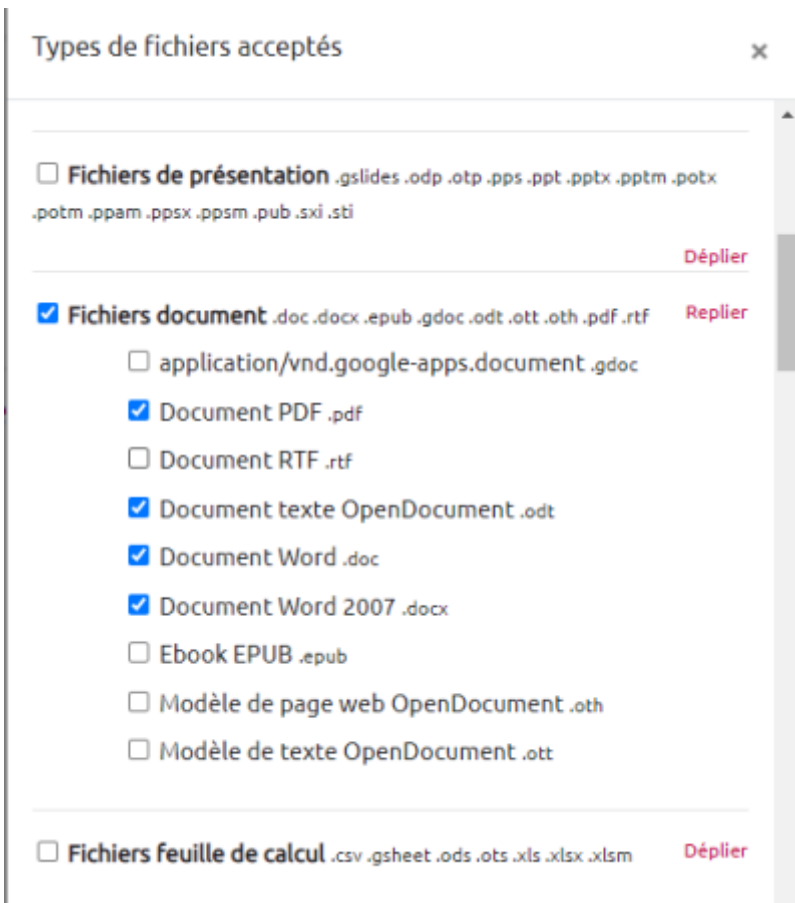 Types de fichiers acceptés ×
Fichiers de présentation .gslides .odp .otp .pps .ppt .pptx .pptm .potx
.potm .ppam .ppsx .ppsm .pub .sxi .sti
Déplier
Fichiers document .doc .docx .epub .gdoc .odt .ott .oth .pdf .rtf Replier
application/vnd.google-apps.document .gdoc
Document PDF .pdf
Document RTF .rtf
Document texte OpenDocument .odt
Document Word .doc
Document Word 2007 .docx
Ebook EPUB .epub
Modèle de page web OpenDocument .oth
Modèle de texte OpenDocument .ott
Fichiers feuille de calcul .csv .gsheet .ods .ots .xls .xlsx .xlsm Déplier